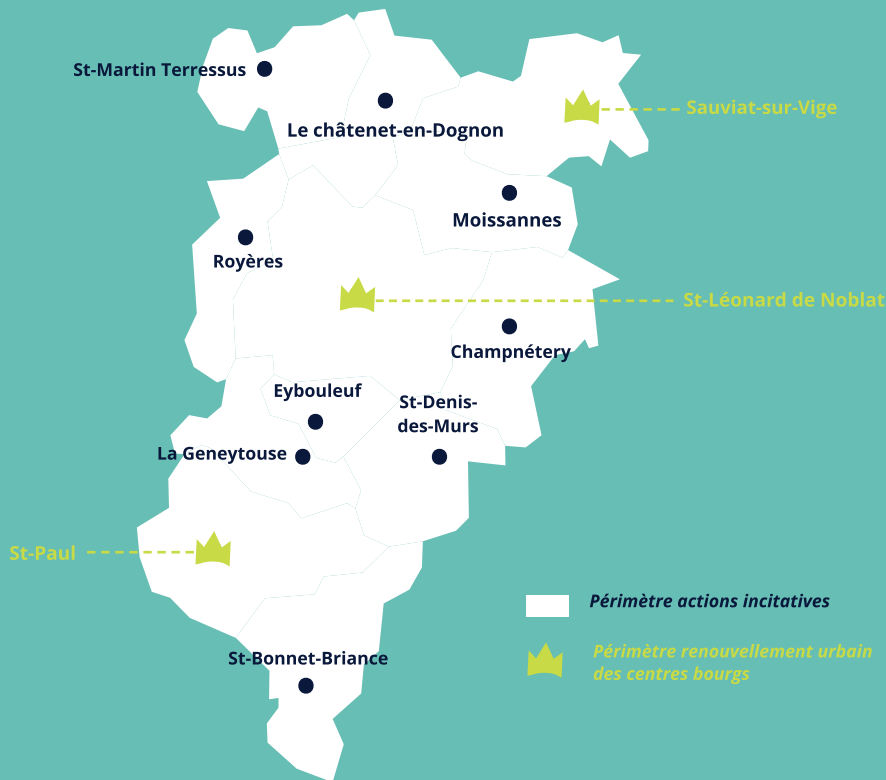 St-Martin Terressus
Le châtenet-en-Dognon
Sauviat-sur-Vige
Moissannes
Royères
St-Léonard de Noblat
Champnétery
Eybouleuf
St-Denis-
des-Murs
La Geneytouse
St-Paul
Périmètre actions incitatives
Périmètre renouvellement urbain
des centres bourgs
St-Bonnet-Briance